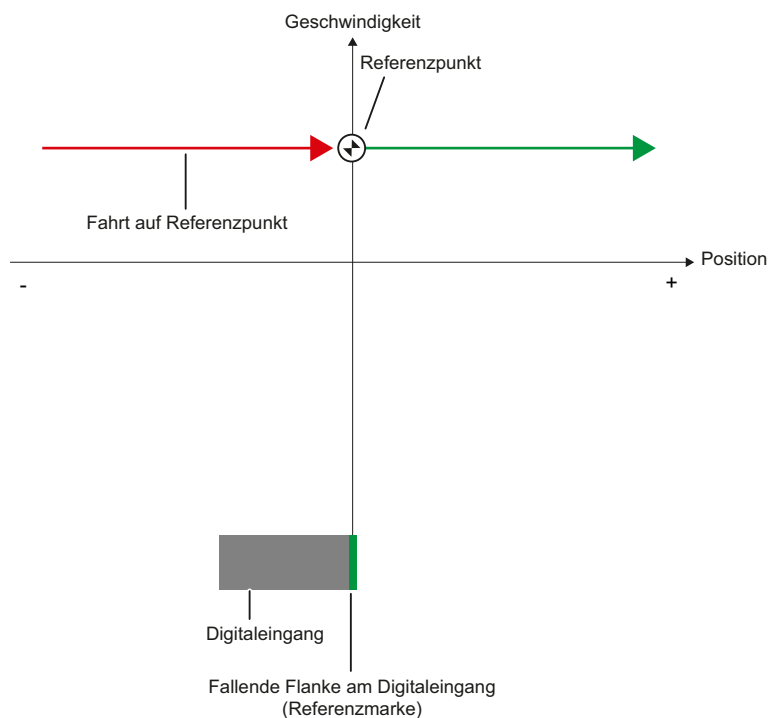 Geschwindigkeit
Referenzpunkt
Fahrt auf Referenzpunkt
Position
-
+
Digitaleingang
Fallende Flanke am Digitaleingang
(Referenzmarke)